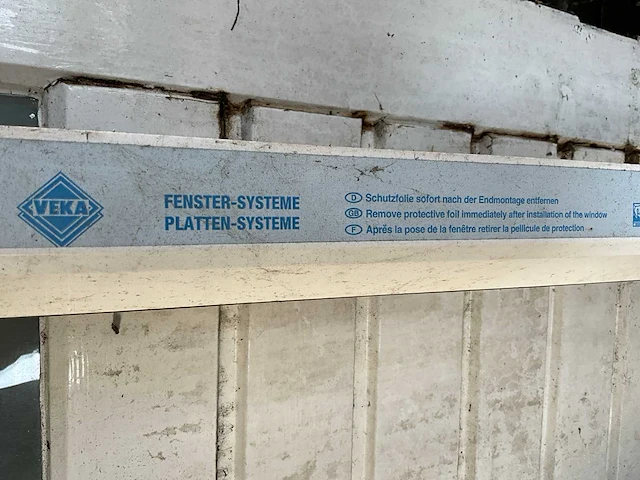 VEKA
FENSTER-SYSTEME
PLATTEN-SYSTEME
D Schutzfolie sofort nach der Endmontage entfernen
GB Remove protective foil immediately after installation of the window
F Aprés la pose de la fenêtre retirer la pellicule de protection